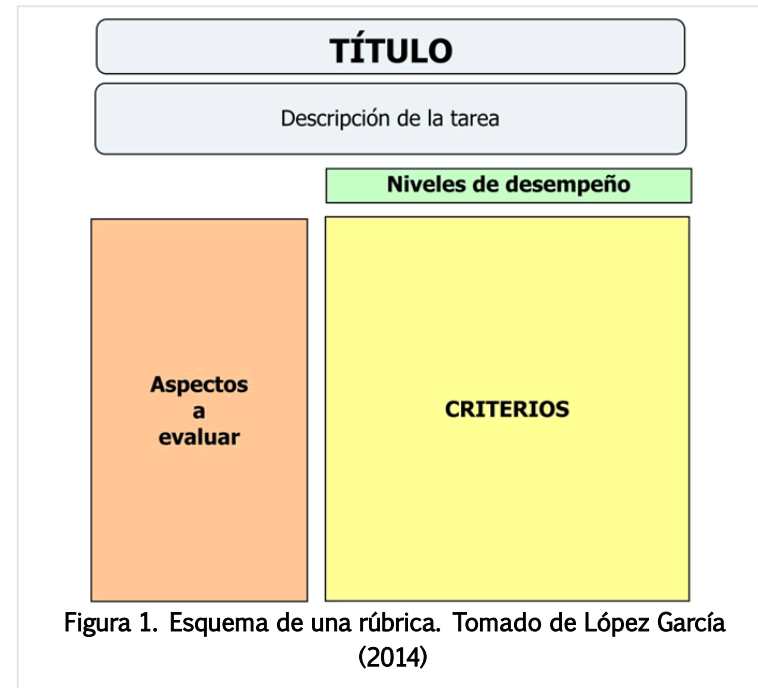 TÍTULO
Descripción de la tarea
Niveles de desempeño
Aspectos
a
evaluar
CRITERIOS
Figura 1. Esquema de una rúbrica. Tomado de López García
(2014)